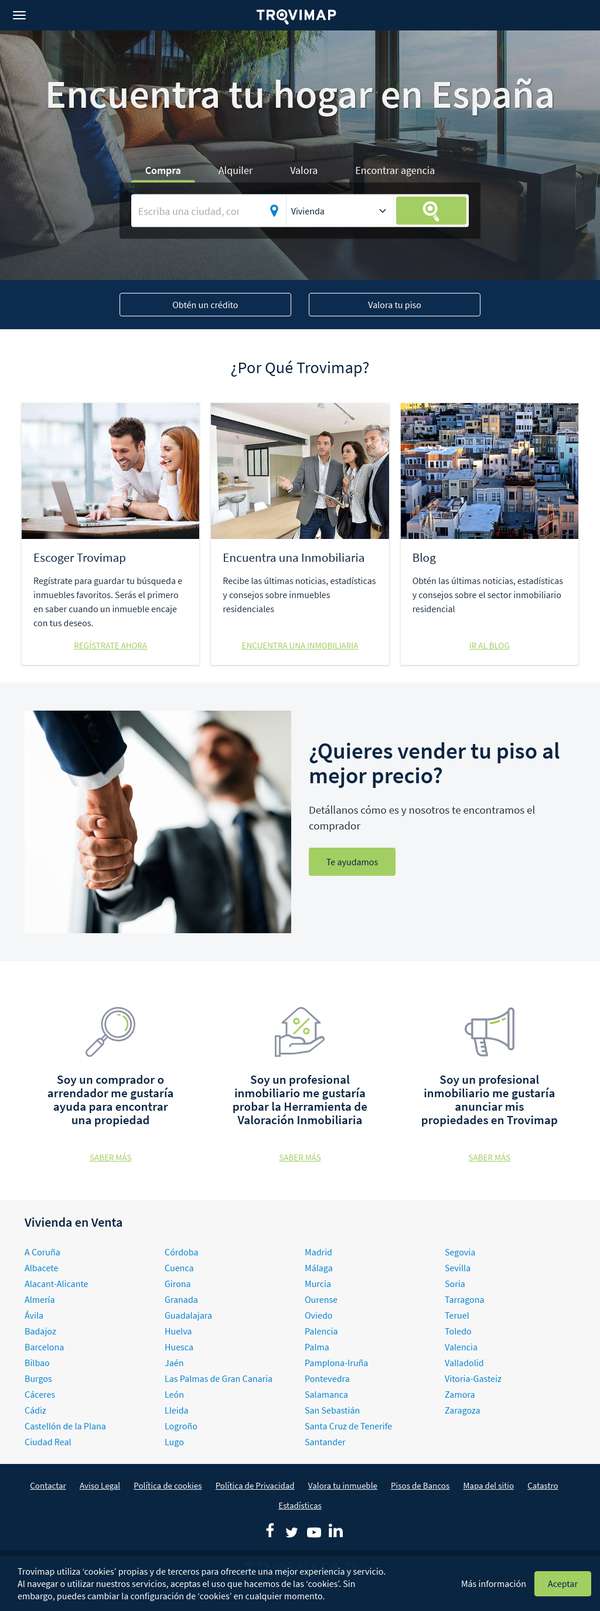 TROVIMAP
Encuentra tu hogar en España
Compra Alquiler Valora Encontrar agencia
Escriba una ciudad, cor Vivienda
Obtén un crédito Valora tu piso
¿Por Qué Trovimap?
Escoger Trovimap
Regístrate para guardar tu búsqueda e
inmuebles favoritos. Serás el primero
en saber cuando un inmueble encaje
con tus deseos.
REGÍSTRATE AHORA
Encuentra una Inmobiliaria
Recibe las últimas noticias, estadísticas
y consejos sobre inmuebles
residenciales
ENCUENTRA UNA INMOBILIARIA
Blog
Obtén las últimas noticias, estadísticas
y consejos sobre el sector inmobiliario
residencial
IR AL BLOG
¿Quieres vender tu piso al
mejor precio?
Detállanos cómo es y nosotros te encontramos el
comprador
Te ayudamos
Soy un comprador o
arrendador me gustaría
ayuda para encontrar
una propiedad
SABER MÁS
Soy un profesional
inmobiliario me gustaría
probar la Herramienta de
Valoración Inmobiliaria
SABER MÁS
Soy un profesional
inmobiliario me gustaría
anunciar mis
propiedades en Trovimap
SABER MÁS
Vivienda en Venta
A Coruña
Albacete
Alacant-Alicante
Almería
Ávila
Badajoz
Barcelona
Bilbao
Burgos
Cáceres
Cádiz
Castellón de la Plana
Ciudad Real
Córdoba
Cuenca
Girona
Granada
Guadalajara
Huelva
Huesca
Jaén
Las Palmas de Gran Canaria
León
Lleida
Logroño
Lugo
Madrid
Málaga
Murcia
Ourense
Oviedo
Palencia
Palma
Pamplona-Iruña
Pontevedra
Salamanca
San Sebastián
Santa Cruz de Tenerife
Santander
Segovia
Sevilla
Soria
Tarragona
Teruel
Toledo
Valencia
Valladolid
Vitoria-Gasteiz
Zamora
Zaragoza
Contactar Aviso Legal Política de cookies Política de Privacidad Valora tu inmueble Pisos de Bancos Mapa del sitio Catastro
Estadísticas
Trovimap utiliza ‘cookies’ propias y de terceros para ofrecerte una mejor experiencia y servicio.
Al navegar o utilizar nuestros servicios, aceptas el uso que hacemos de las ‘cookies’. Sin
embargo, puedes cambiar la configuración de ‘cookies’ en cualquier momento.
Más información Aceptar